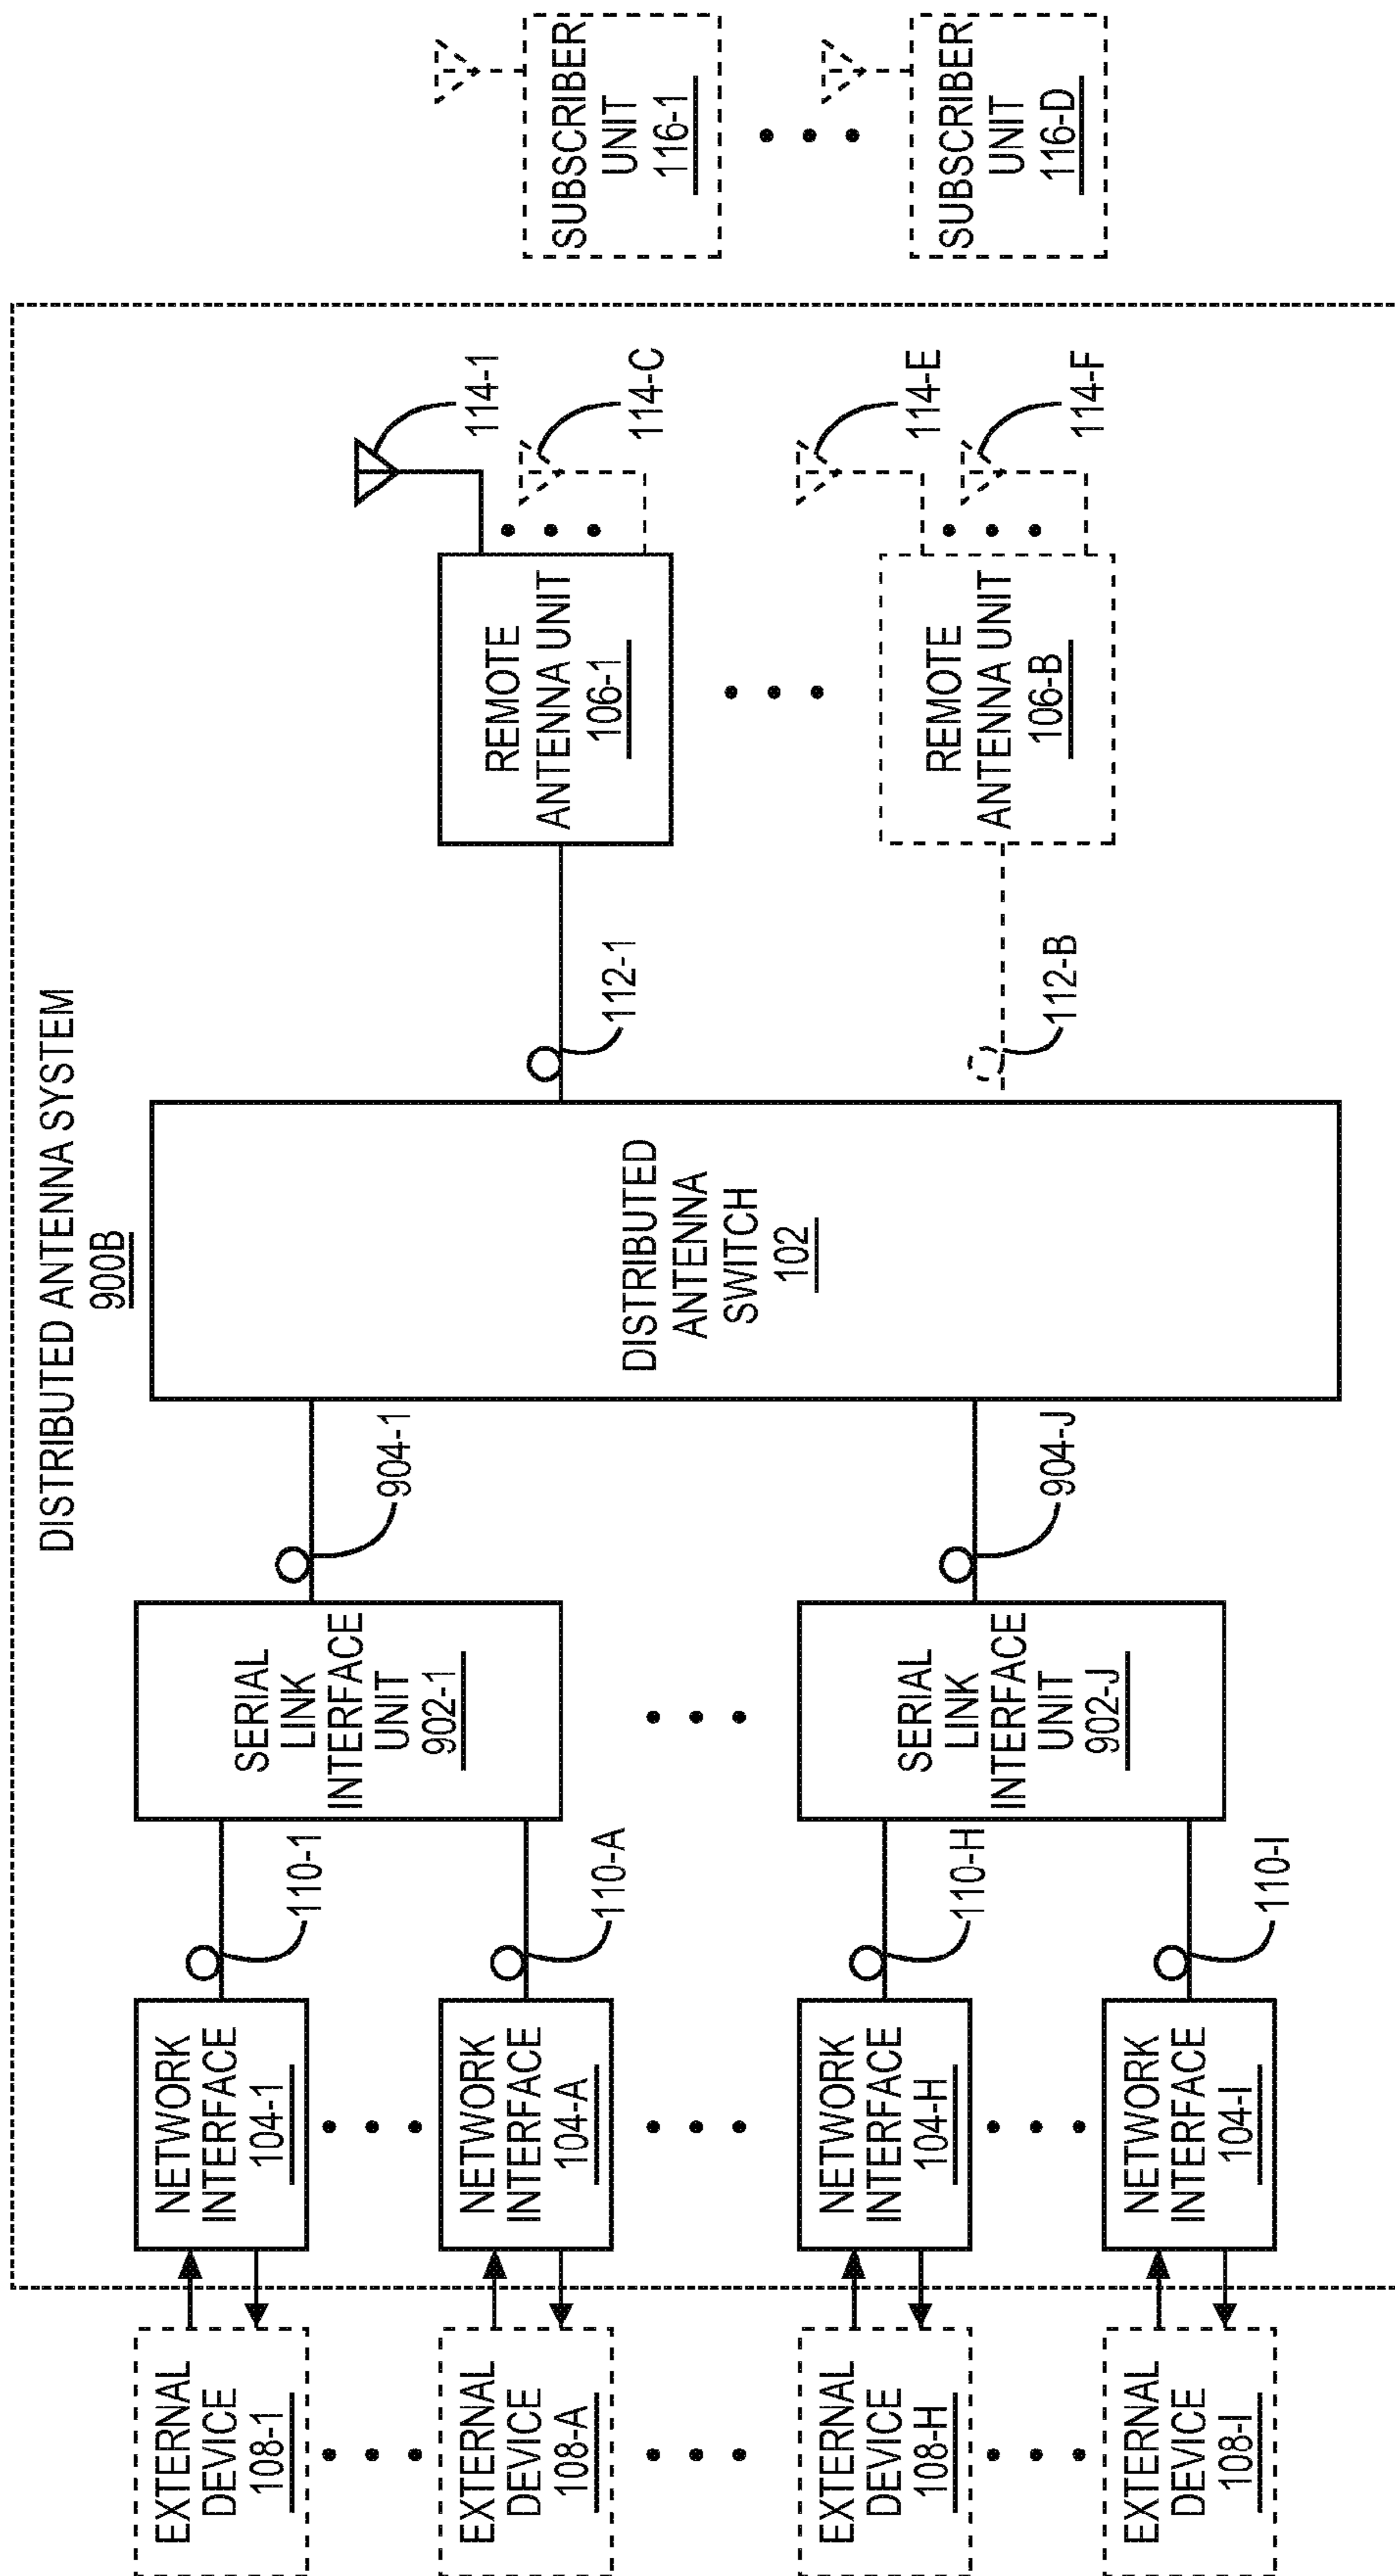 DISTRIBUTED ANTENNA SYSTEM
900B
EXTERNAL
DEVICE
108-1
EXTERNAL
DEVICE
108-A
EXTERNAL
DEVICE
108-H
EXTERNAL
DEVICE
108-I
NETWORK
INTERFACE
104-1
NETWORK
INTERFACE
104-A
NETWORK
INTERFACE
104-H
NETWORK
INTERFACE
104-I
110-1
110-A
110-H
110-I
SERIAL
LINK
INTERFACE
UNIT
902-1
SERIAL
LINK
INTERFACE
UNIT
902-J
904-1
904-J
DISTRIBUTED
ANTENNA
SWITCH
102
112-1
112-B
REMOTE
ANTENNA UNIT
106-1
REMOTE
ANTENNA UNIT
106-B
114-1
114-C
114-E
114-F
SUBSCRIBER
UNIT
116-1
SUBSCRIBER
UNIT
116-D